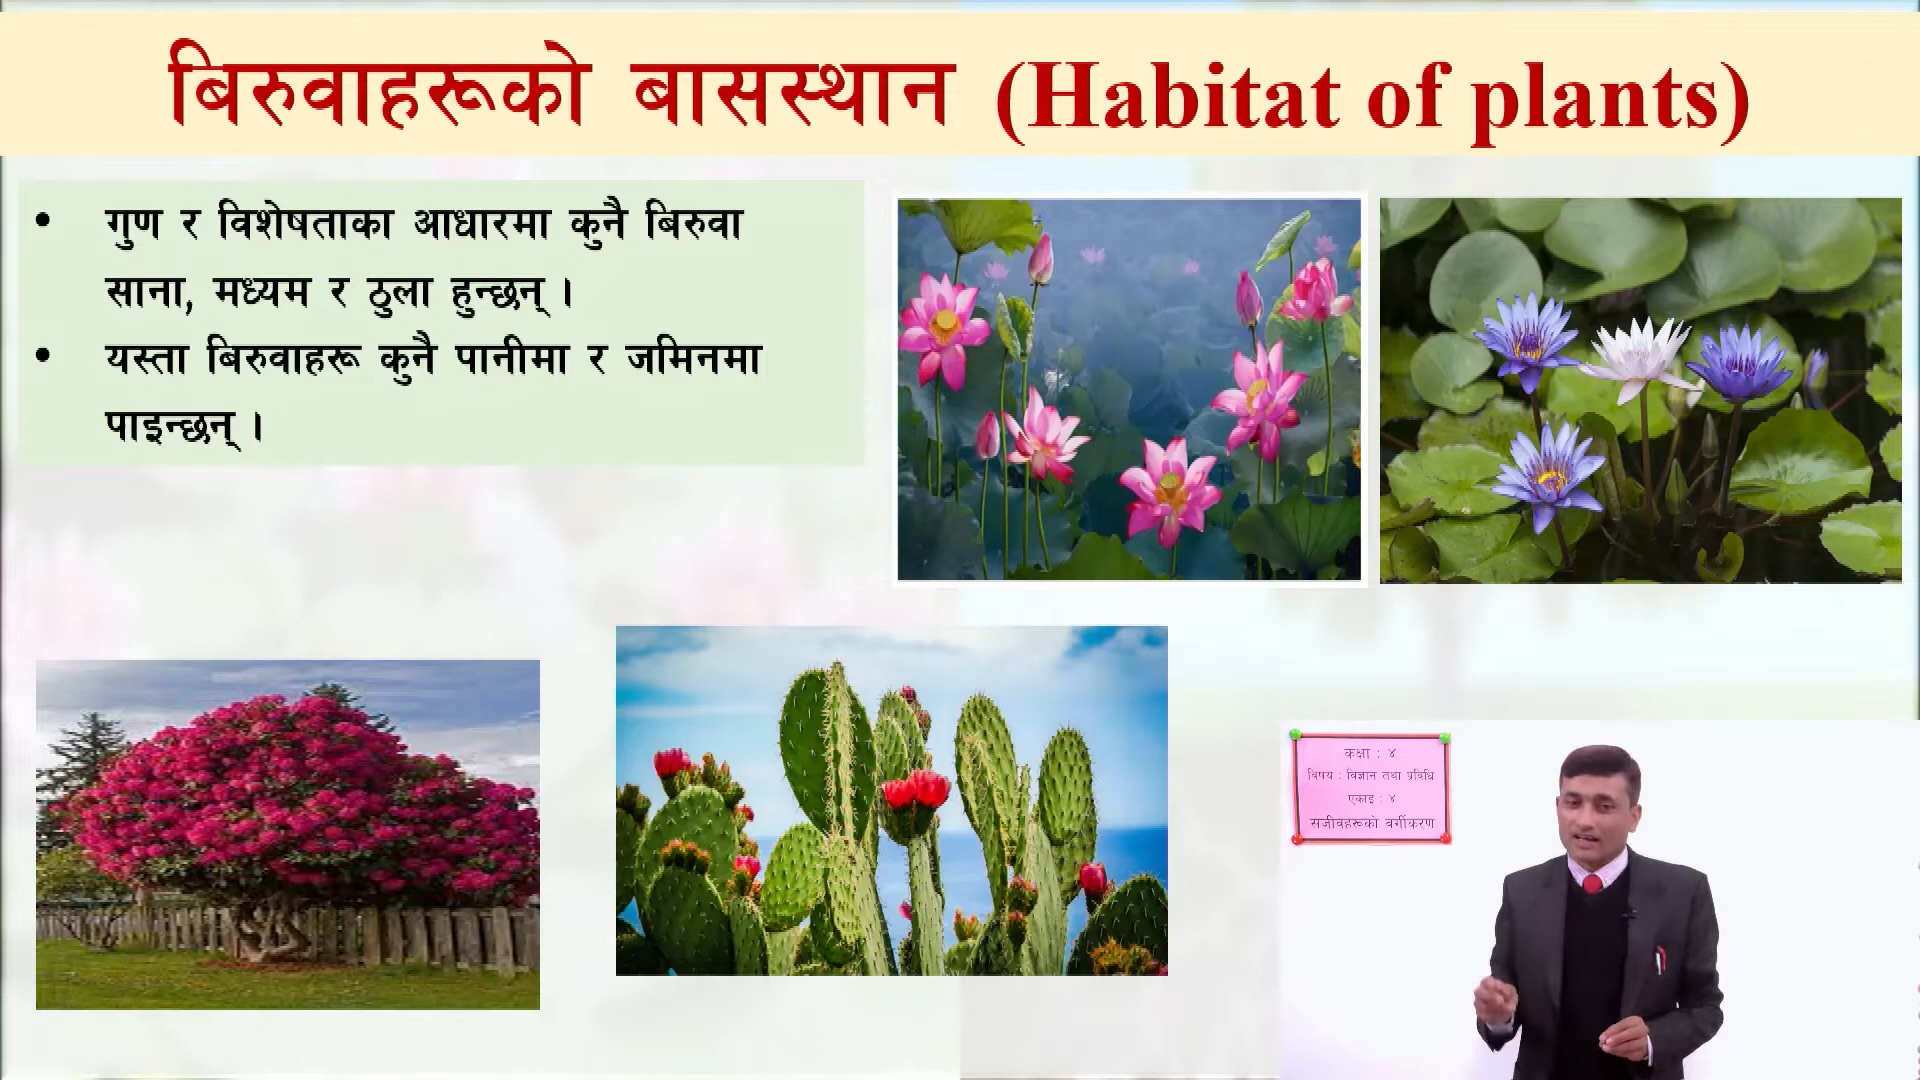 बिरुवाहरूको बासस्थान (Habitat of plants)
• गुण र विशेषताका आधारमा कुनै बिरुवा
साना, मध्यम र ठुला हुन्छन् ।
• यस्ता बिरुवाहरू कुनै पानीमा र जमिनमा
पाइन्छन् ।
कक्षा : ४
विषय : विज्ञान तथा प्रविधि
एकाइ : ४
सजीवहरूको वर्गीकरण